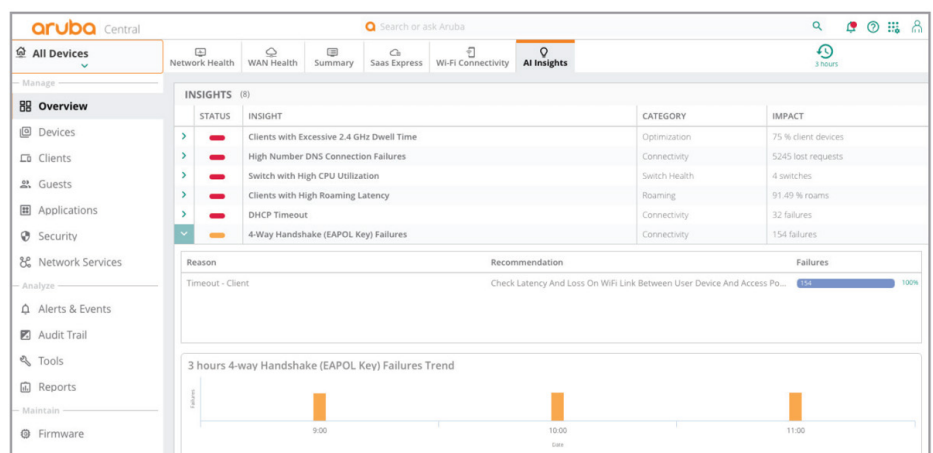 aruba Central
Search or ask Aruba
All Devices
Network Health
WAN Health
Summary
Saas Express
Wi-Fi Connectivity
AI Insights
3 hours
Manage
Overview
Devices
Clients
Guests
Applications
Security
Network Services
Analyze
Alerts & Events
Audit Trail
Tools
Reports
Maintain
Firmware
INSIGHTS (8)
STATUS INSIGHT CATEGORY IMPACT
Clients with Excessive 2.4 GHz Dwell Time Optimization 75 % client devices
High Number DNS Connection Failures Connectivity 5245 lost requests
Switch with High CPU Utilization Switch Health 4 switches
Clients with High Roaming Latency Roaming 91.49 % roams
DHCP Timeout Connectivity 32 failures
4-Way Handshake (EAPOL Key) Failures Connectivity 154 failures
Reason Recommendation Failures
Timeout - Client Check Latency And Loss On WiFi Link Between User Device And Access Po... 154 100%
3 hours 4-way Handshake (EAPOL Key) Failures Trend
Failures
9:00 10:00 11:00
Date